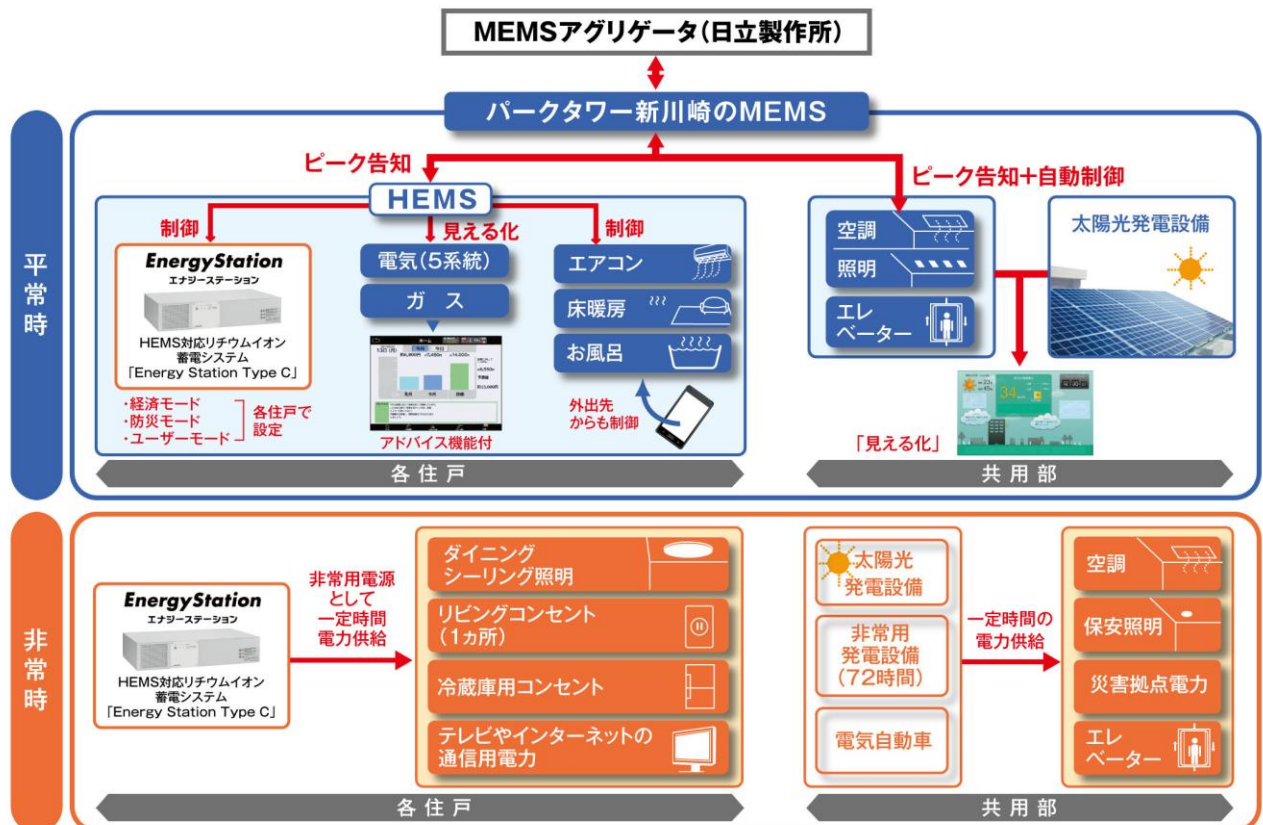 MEMSアグリゲータ(日立製作所)
パークタワー新川崎のMEMS
平常時
ピーク告知
HEMS
制御
見える化
制御
EnergyStation
エナジーステーション
HEMS対応リチウムイオン
蓄電システム
「Energy Station Type C」
・経済モード
・防災モード
・ユーザーモード
各住戸で
設定
電気(5系統)
ガス
ホーム
アドバイス機能付
エアコン
床暖房
お風呂
外出先
からも制御
各住戸
ピーク告知+自動制御
空調
照明
エレ
ベーター
太陽光発電設備
「見える化」
共用部
非常時
EnergyStation
エナジーステーション
HEMS対応リチウムイオン
蓄電システム
「Energy Station Type C」
非常用電源
として
一定時間
電力供給
ダイニング
シーリング照明
リビングコンセント
(1ヵ所)
冷蔵庫用コンセント
テレビやインターネットの
通信用電力
各住戸
太陽光
発電設備
非常用
発電設備
(72時間)
電気自動車
一定時間の
電力供給
空調
保安照明
災害拠点電力
エレ
ベーター
共用部